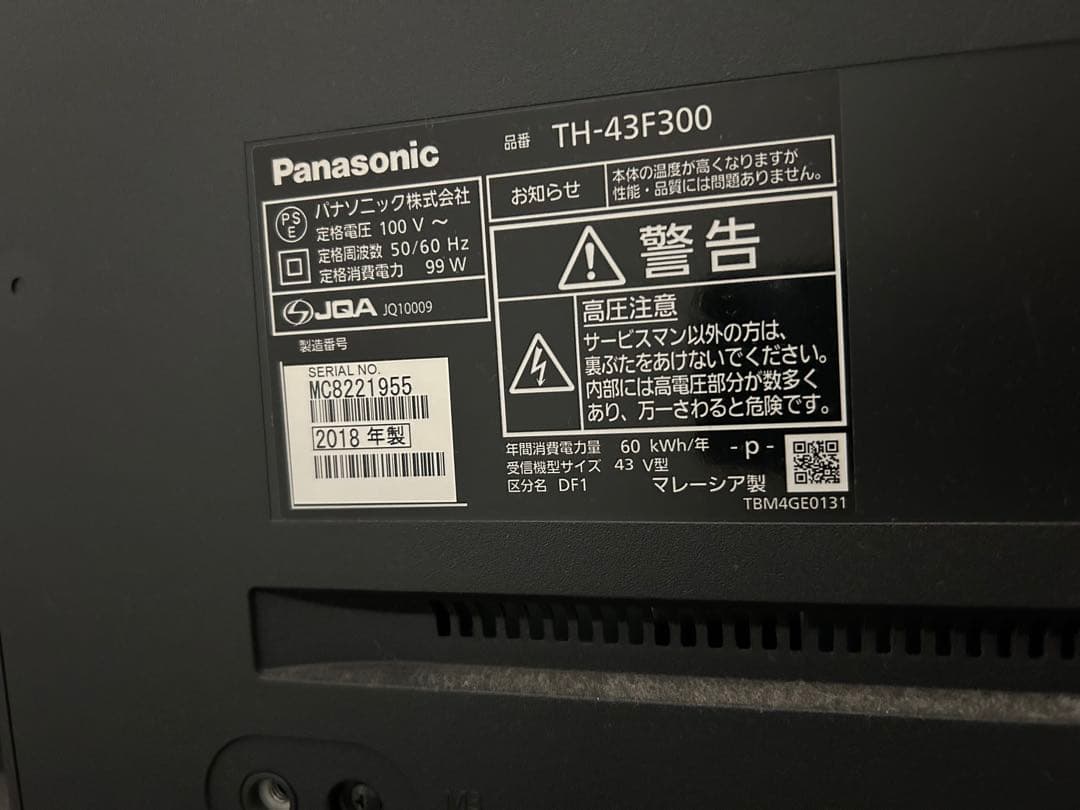 Panasonic
品番 TH-43F300
PS
E
パナソニック株式会社
定格電圧 100 V ～
定格周波数 50/60 Hz
定格消費電力 99 W
JQA JQ10009
製造番号
SERIAL NO.
MC8221955
2018 年製
お知らせ
本体の温度が高くなりますが
性能・品質には問題ありません。
警告
高圧注意
サービスマン以外の方は、
裏ぶたをあけないでください。
内部には高電圧部分が数多く
あり、万一さわると危険です。
年間消費電力量 60 kWh/年 -p-
受信機型サイズ 43 V型
区分名 DF1 マレーシア製
TBM4GE0131